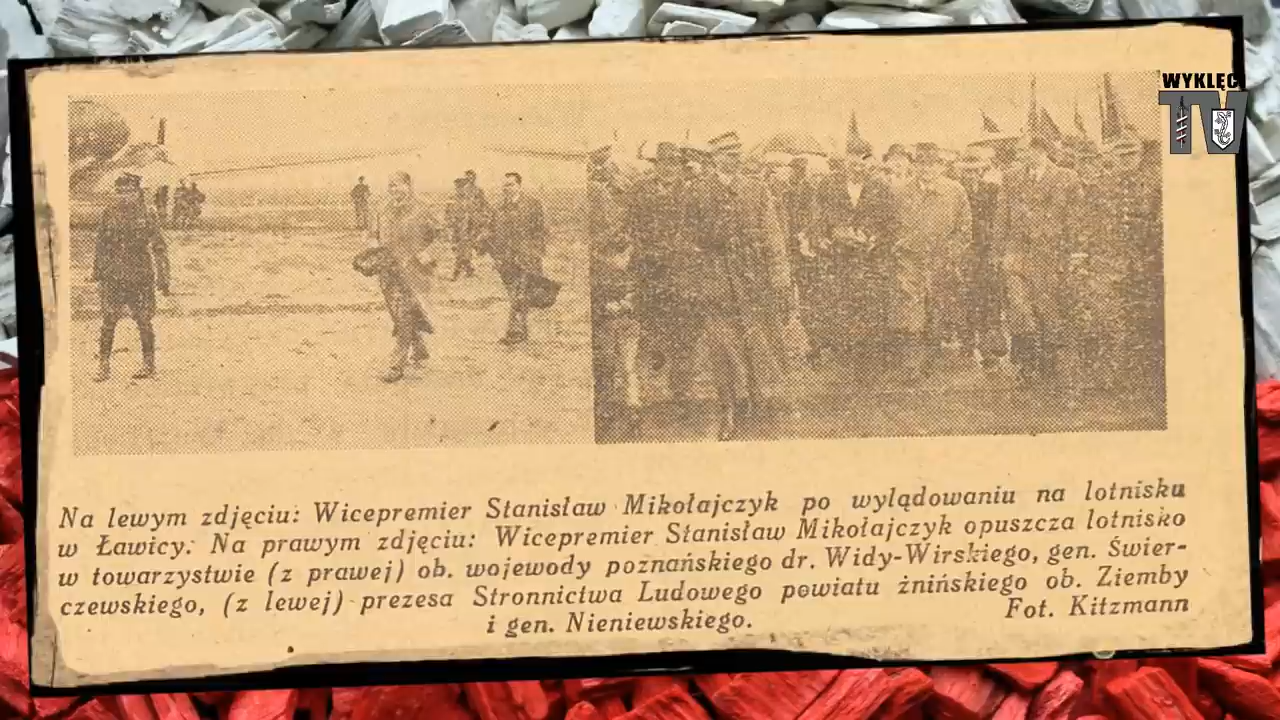 WYKLĘCI
TV
Na lewym zdjęciu: Wicepremier Stanisław Mikołajczyk po wylądowaniu na lotnisku
w Ławicy. Na prawym zdjęciu: Wicepremier Stanisław Mikołajczyk opuszcza lotnisko
w towarzystwie (z prawej) ob. wojewody poznańskiego dr. Widy-Wirskiego, gen. Świer-
czewskiego, (z lewej) prezesa Stronnictwa Ludowego powiatu żnińskiego ob. Ziemby
i gen. Nieniewskiego.
Fot. Kitzmann